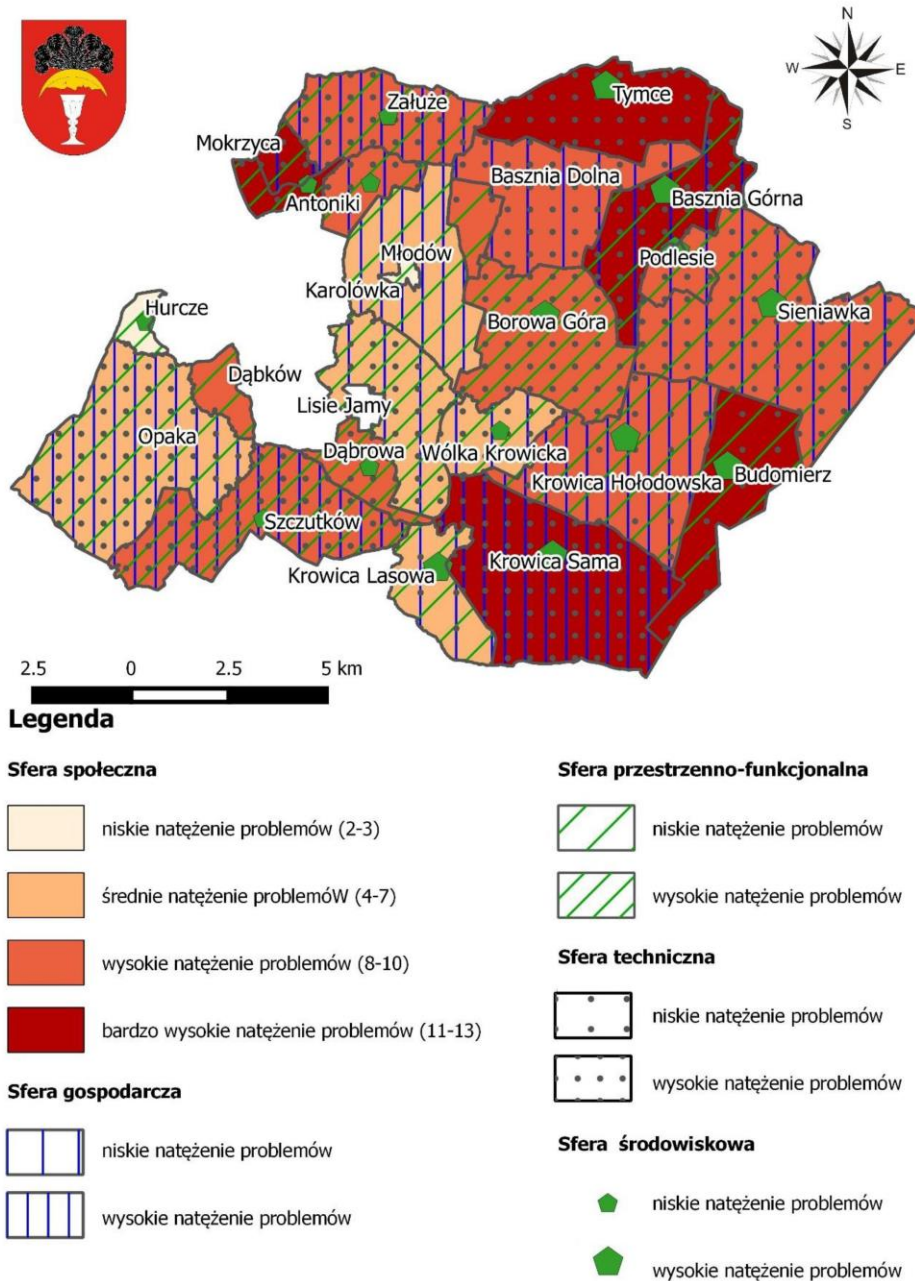 N
W
E
S
Tymce
Załuże
Mokrzyca
Basznia Dolna
Antoniki
Basznia Górna
Młodów
Podlesie
Karolówka
Hurcze
Sieniawka
Borowa Góra
Dąbków
Lisie Jamy
Opaka
Dąbrowa
Wólka Krowicka
Krowica Hołodowska
Budomierz
Szczutków
Krowica Lasowa
Krowica Sama
2.5 0 2.5 5 km
Legenda
Sfera społeczna
niskie natężenie problemów (2-3)
średnie natężenie problemóW (4-7)
wysokie natężenie problemów (8-10)
bardzo wysokie natężenie problemów (11-13)
Sfera gospodarcza
niskie natężenie problemów
wysokie natężenie problemów
Sfera przestrzenno-funkcjonalna
niskie natężenie problemów
wysokie natężenie problemów
Sfera techniczna
niskie natężenie problemów
wysokie natężenie problemów
Sfera środowiskowa
niskie natężenie problemów
wysokie natężenie problemów